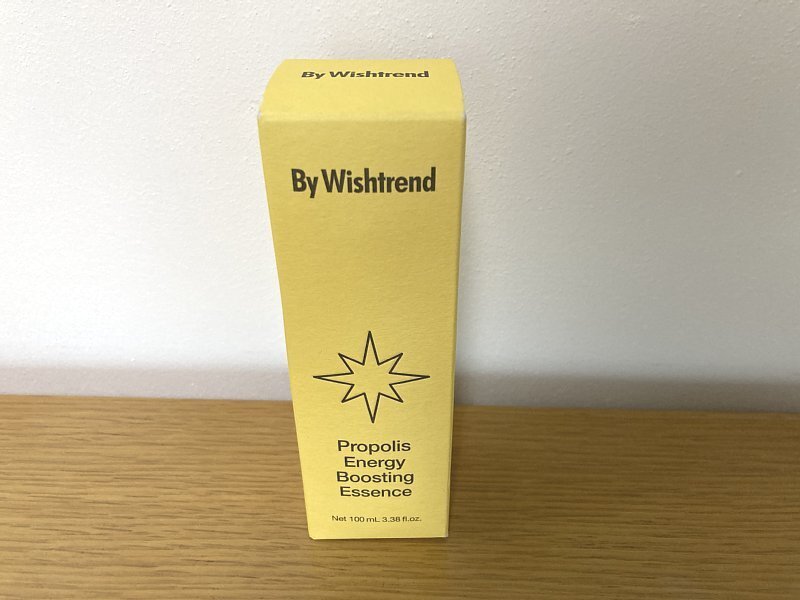 By Wishtrend
By Wishtrend
Propolis
Energy
Boosting
Essence
Net 100 mL 3.38 fl.oz.